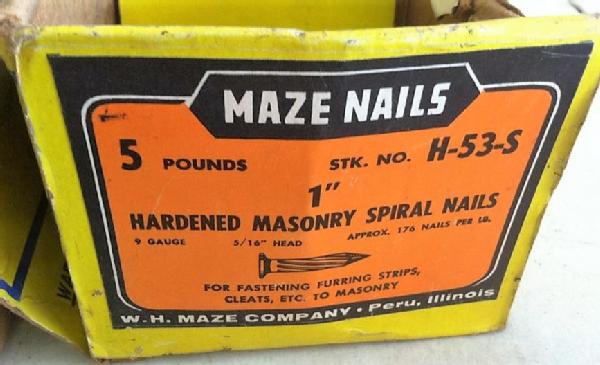 MAZE NAILS
5 POUNDS STK. NO. H-53-S
1"
HARDENED MASONRY SPIRAL NAILS
9 GAUGE 5/16" HEAD APPROX. 176 NAILS PER LB.
FOR FASTENING FURRING STRIPS,
CLEATS, ETC. TO MASONRY
W.H. MAZE COMPANY • Peru, Illinois